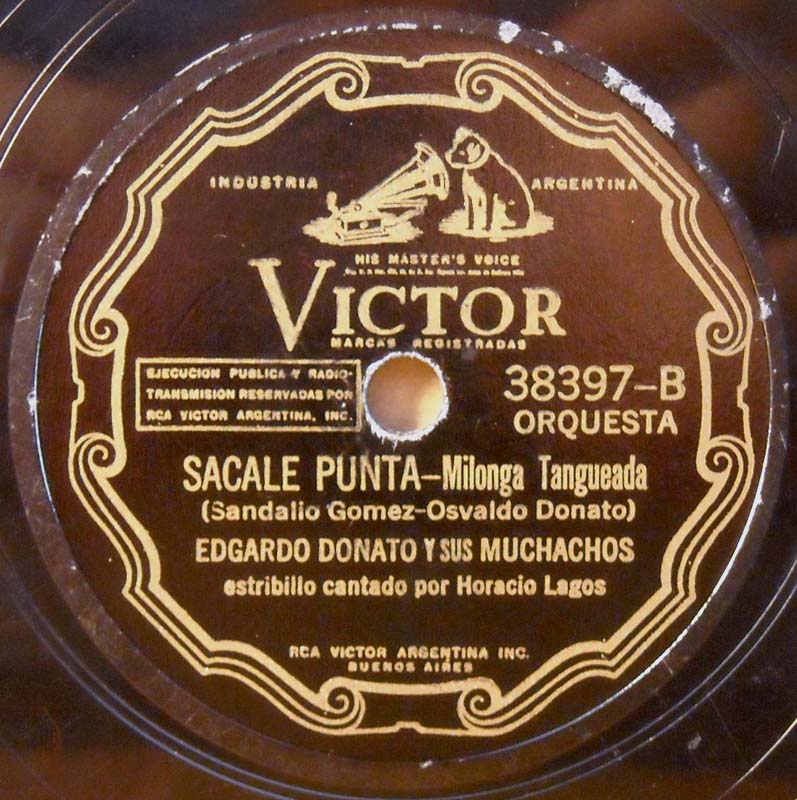 INDUSTRIA ARGENTINA
HIS MASTER'S VOICE
VICTOR
MARCAS REGISTRADAS
EJECUCION PUBLICA Y RADIO-
TRANSMISION RESERVADAS POR
RCA VICTOR ARGENTINA, INC.
38397-B
ORQUESTA
SACALE PUNTA-Milonga Tangueada
(Sandalio Gomez-Osvaldo Donato)
EDGARDO DONATO Y SUS MUCHACHOS
estribillo cantado por Horacio Lagos
RCA VICTOR ARGENTINA INC.
BUENOS AIRES